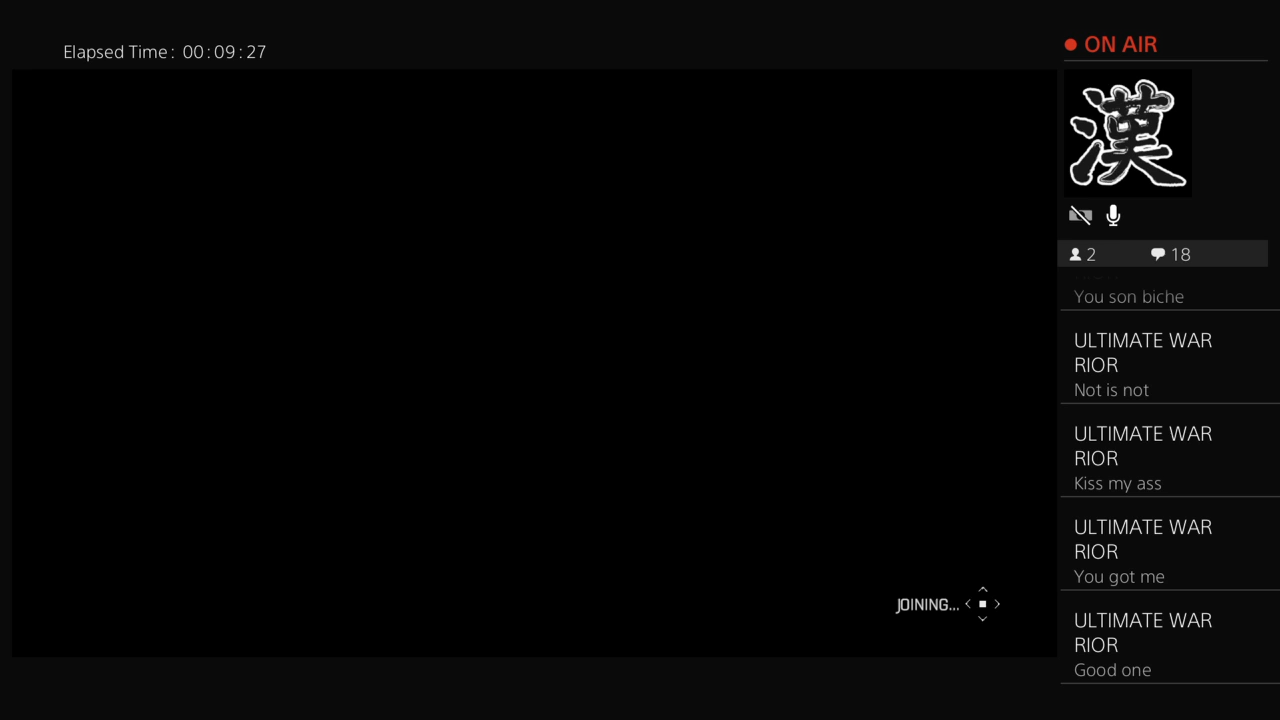 Elapsed Time: 00:09:27
ON AIR
漢
2 18
You son biche
ULTIMATE WAR
RIOR
Not is not
ULTIMATE WAR
RIOR
Kiss my ass
ULTIMATE WAR
RIOR
You got me
ULTIMATE WAR
RIOR
Good one
JOINING...